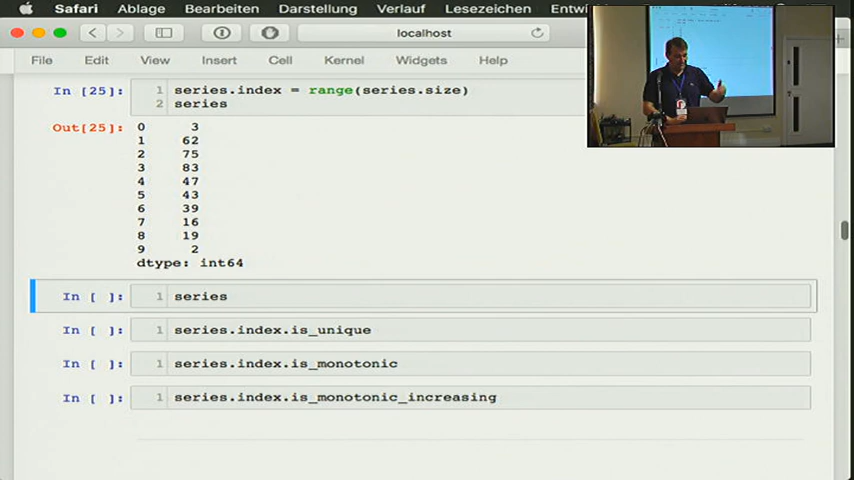 Safari Ablage Bearbeiten Darstellung Verlauf Lesezeichen Entwi
localhost
File Edit View Insert Cell Kernel Widgets Help
In [25]: 1 series.index = range(series.size)
2 series
Out[25]: 0 3
1 62
2 75
3 83
4 47
5 43
6 39
7 16
8 19
9 2
dtype: int64
In [ ]: 1 series
In [ ]: 1 series.index.is_unique
In [ ]: 1 series.index.is_monotonic
In [ ]: 1 series.index.is_monotonic_increasing